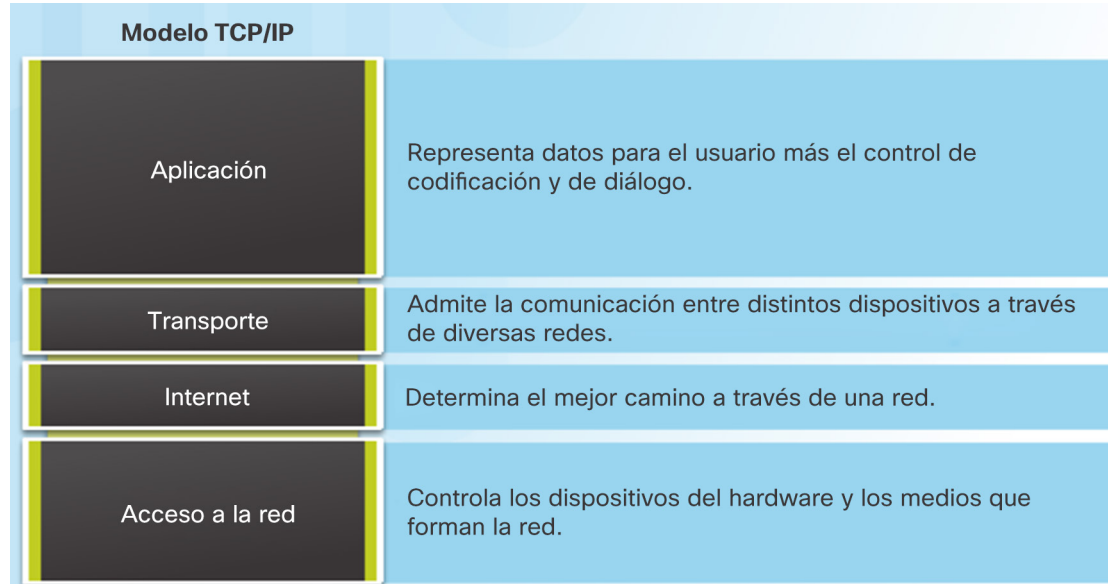 Modelo TCP/IP
Aplicación
Representa datos para el usuario más el control de
codificación y de diálogo.
Transporte
Admite la comunicación entre distintos dispositivos a través
de diversas redes.
Internet
Determina el mejor camino a través de una red.
Acceso a la red
Controla los dispositivos del hardware y los medios que
forman la red.